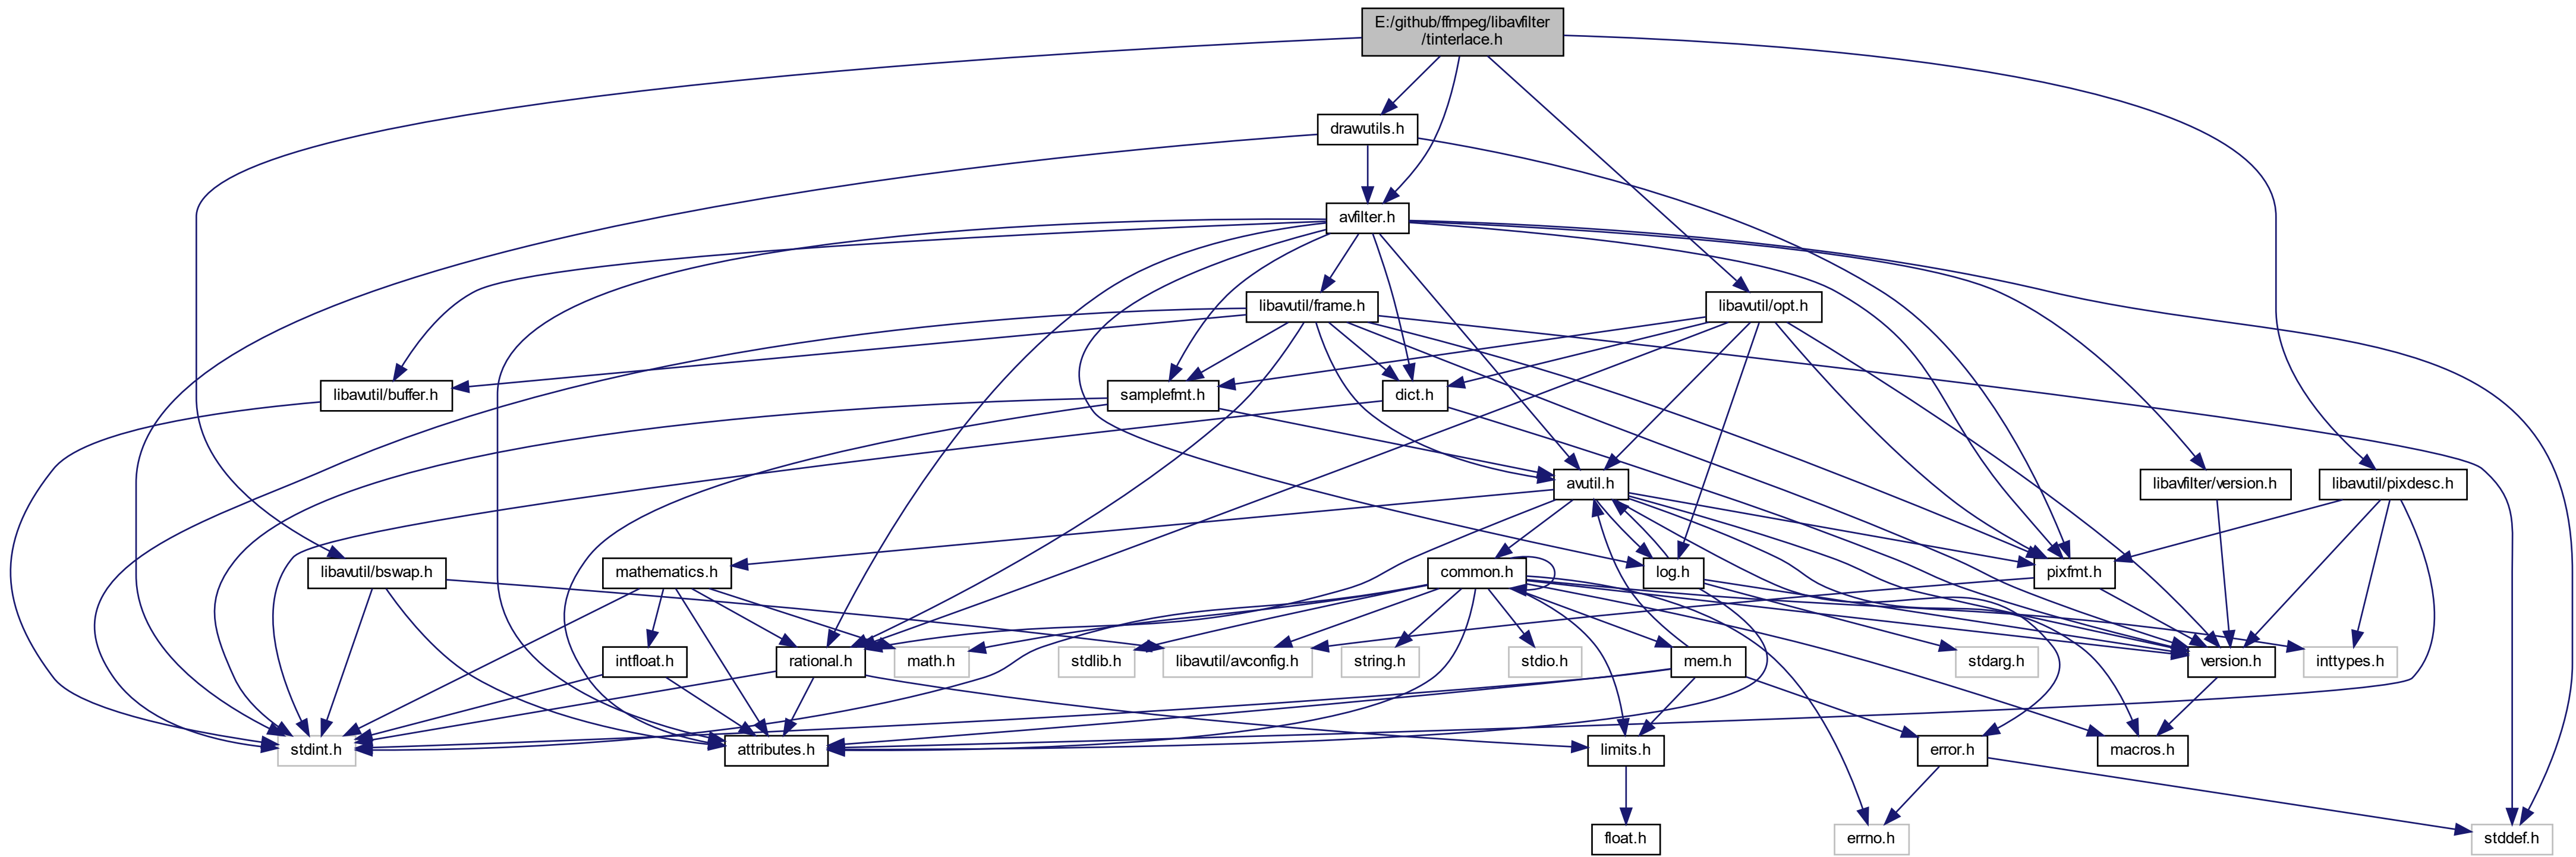 E:/github/ffmpeg/libavfilter
/tinterlace.h
drawutils.h
avfilter.h
libavutil/frame.h
libavutil/opt.h
libavutil/buffer.h
samplefmt.h
dict.h
avutil.h
libavfilter/version.h
libavutil/pixdesc.h
libavutil/bswap.h
mathematics.h
common.h
log.h
pixfmt.h
intfloat.h
rational.h
math.h
stdlib.h
libavutil/avconfig.h
string.h
stdio.h
mem.h
stdarg.h
version.h
inttypes.h
stdint.h
attributes.h
limits.h
error.h
macros.h
float.h
errno.h
stddef.h